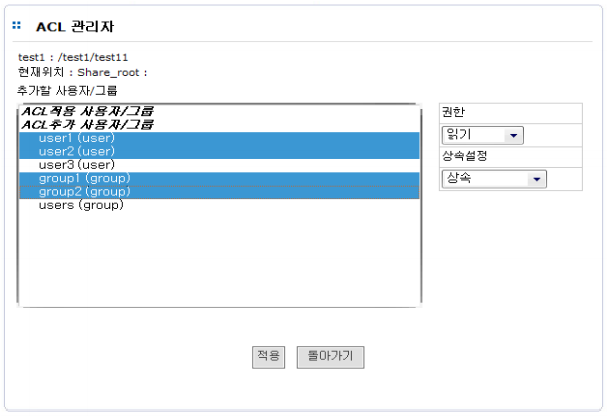 ACL 관리자
test1 : /test1/test11
현재위치 : Share_root :
추가할 사용자/그룹
ACL적용 사용자/그룹
ACL추가 사용자/그룹
user1 (user)
user2 (user)
user3 (user)
group1 (group)
group2 (group)
users (group)
권한
읽기
상속설정
상속
적용
돌아가기